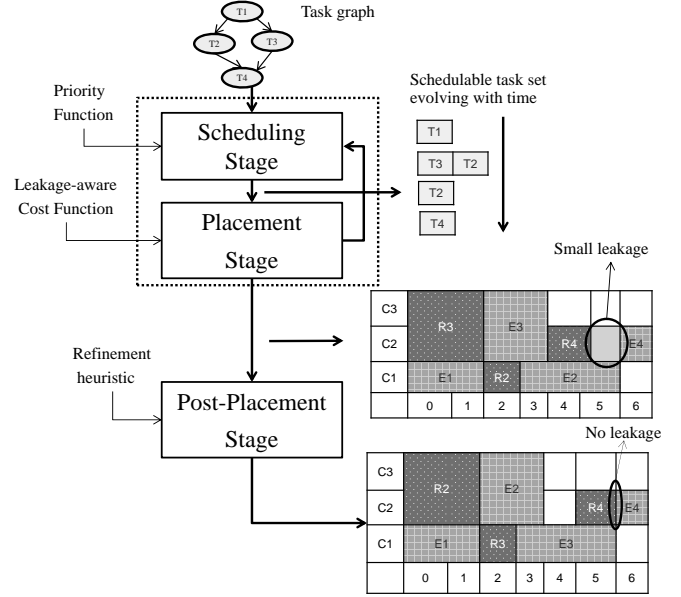 T1
Task graph
T2
T3
T4
Priority
Function
Scheduling
Stage
Schedulable task set
evolving with time
T1
T3 T2
T2
T4
Leakage-aware
Cost Function
Placement
Stage
Small leakage
C3
R3 E3
C2
R4 E4
C1 E1 R2 E2
0 1 2 3 4 5 6
Refinement
heuristic
Post-Placement
Stage
No leakage
C3
R2 E2
C2
R4 E4
C1 E1 R3 E3
0 1 2 3 4 5 6